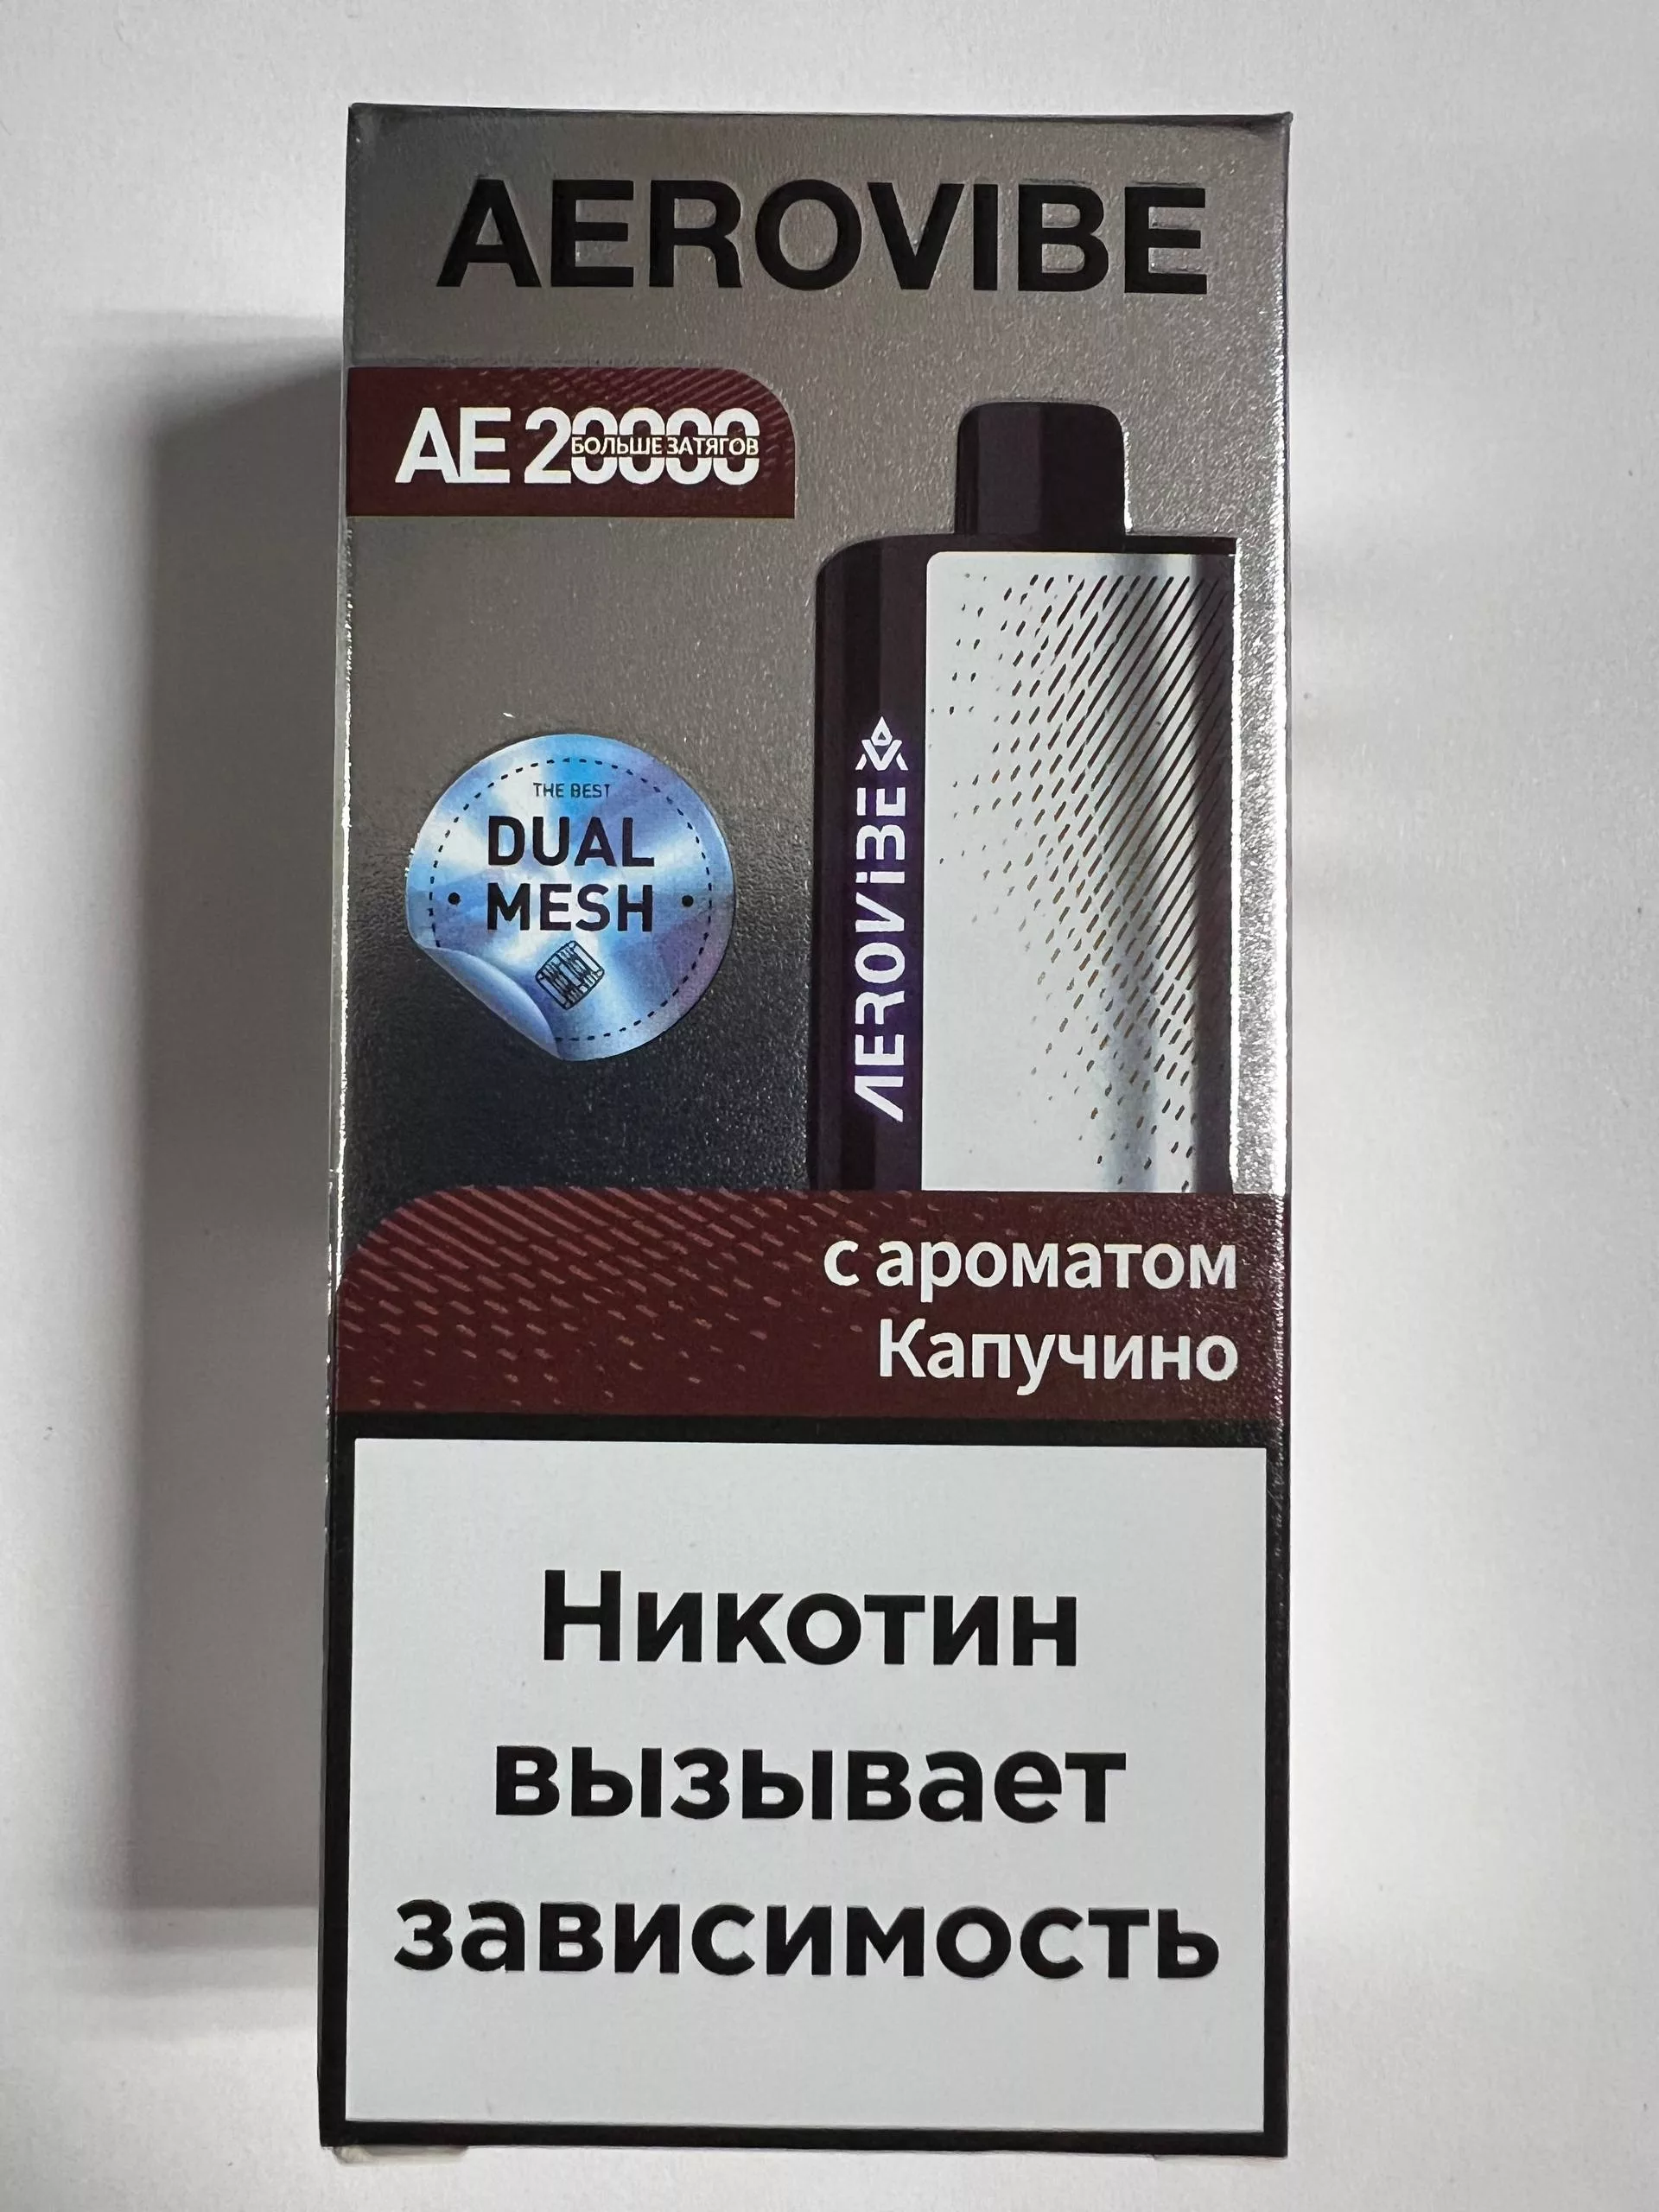 AEROVIBE
AE 20000
БОЛЬШЕ ЗАТЯГОВ
THE BEST
DUAL
MESH
AEROViBE
с ароматом
Капучино
Никотин
вызывает
зависимость